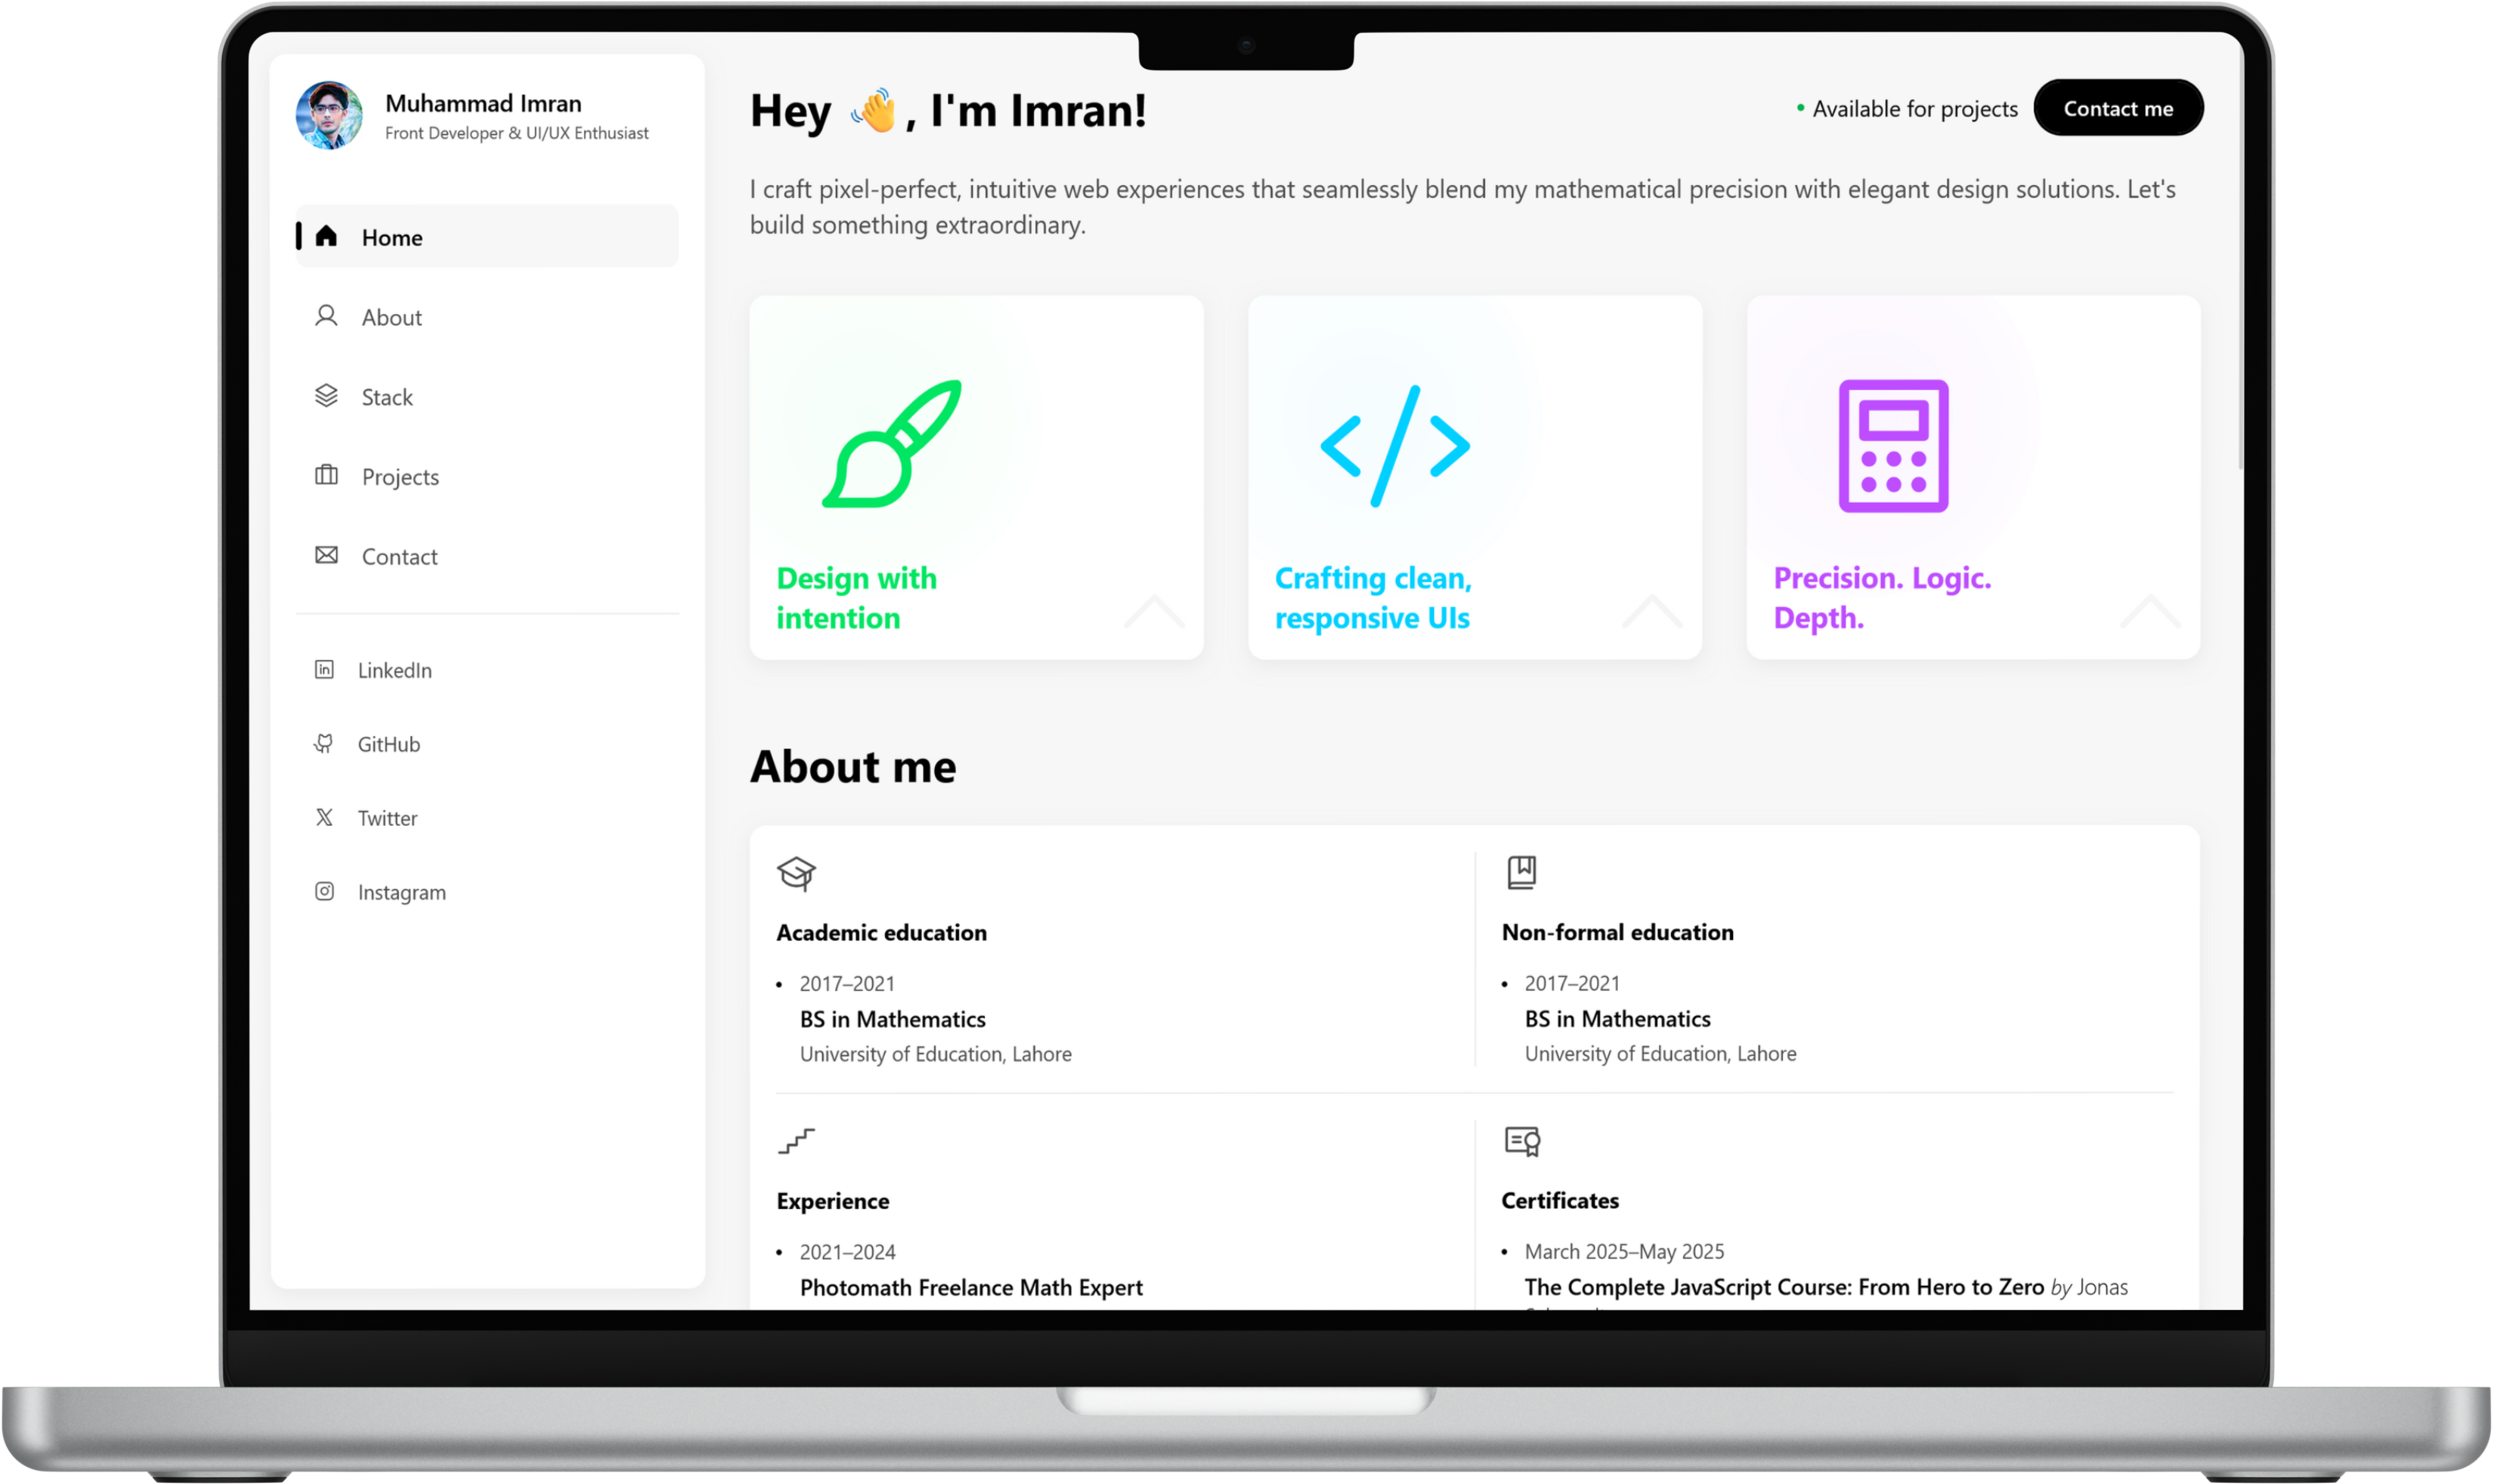 Muhammad Imran
Front Developer & UI/UX Enthusiast
Home
About
Stack
Projects
Contact
LinkedIn
GitHub
Twitter
Instagram
Hey 👋, I'm Imran!
Available for projects
Contact me
I craft pixel-perfect, intuitive web experiences that seamlessly blend my mathematical precision with elegant design solutions. Let's
build something extraordinary.
Design with
intention
Crafting clean,
responsive UIs
Precision. Logic.
Depth.
About me
Academic education
• 2017–2021
BS in Mathematics
University of Education, Lahore
Non-formal education
• 2017–2021
BS in Mathematics
University of Education, Lahore
Experience
• 2021–2024
Photomath Freelance Math Expert
Certificates
• March 2025–May 2025
The Complete JavaScript Course: From Hero to Zero by Jonas